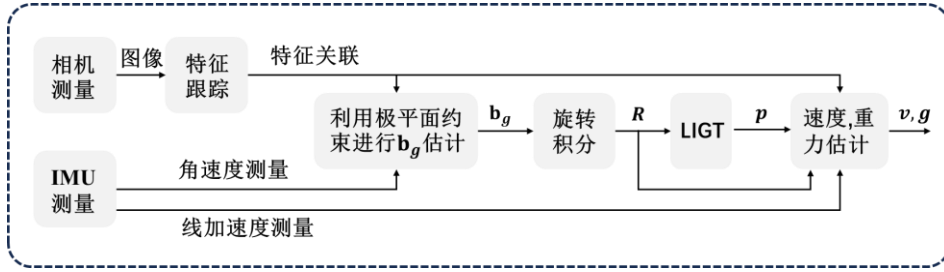 相机
测量
图像
特征
跟踪
特征关联
利用极平面约
束进行b_g估计
b_g
旋转
积分
R
LIGT
p
速度,重
力估计
v, g
IMU
测量
角速度测量
线加速度测量